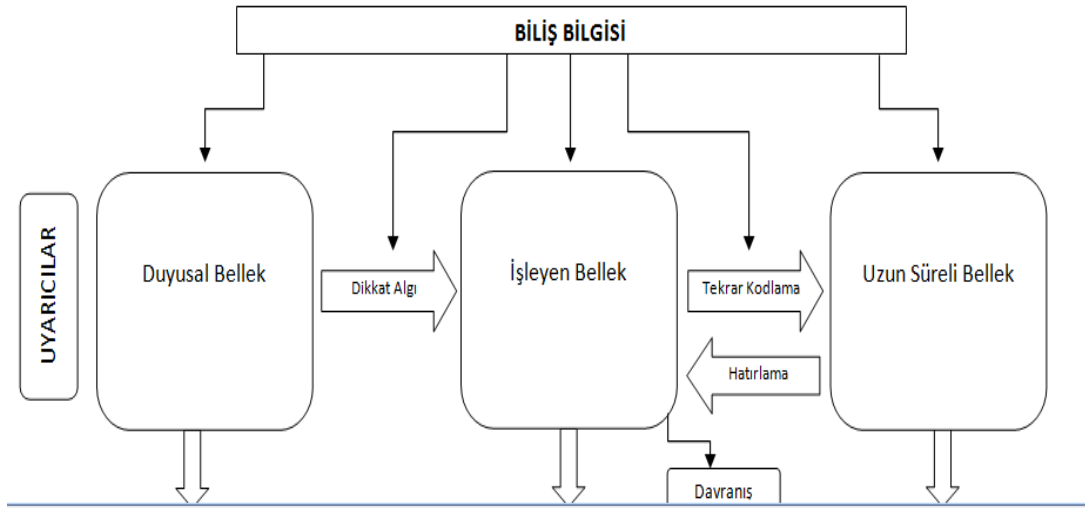 BİLİŞ BİLGİSİ
UYARICILAR
Duyusal Bellek
Dikkat Algı
İşleyen Bellek
Tekrar Kodlama
Uzun Süreli Bellek
Hatırlama
Davranış